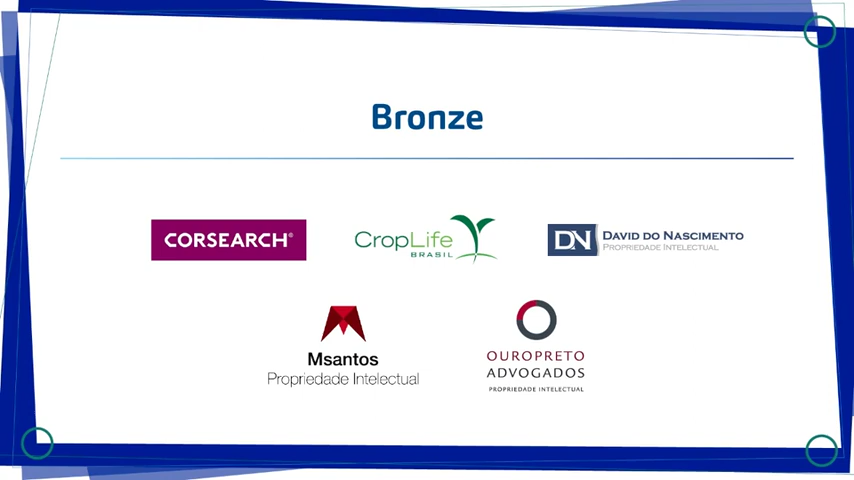 Bronze
CORSEARCH®
CropLife
BRASIL
DN
DAVID DO NASCIMENTO
PROPRIEDADE INTELECTUAL
Msantos
Propriedade Intelectual
OUROPRETO
ADVOGADOS
PROPRIEDADE INTELECTUAL